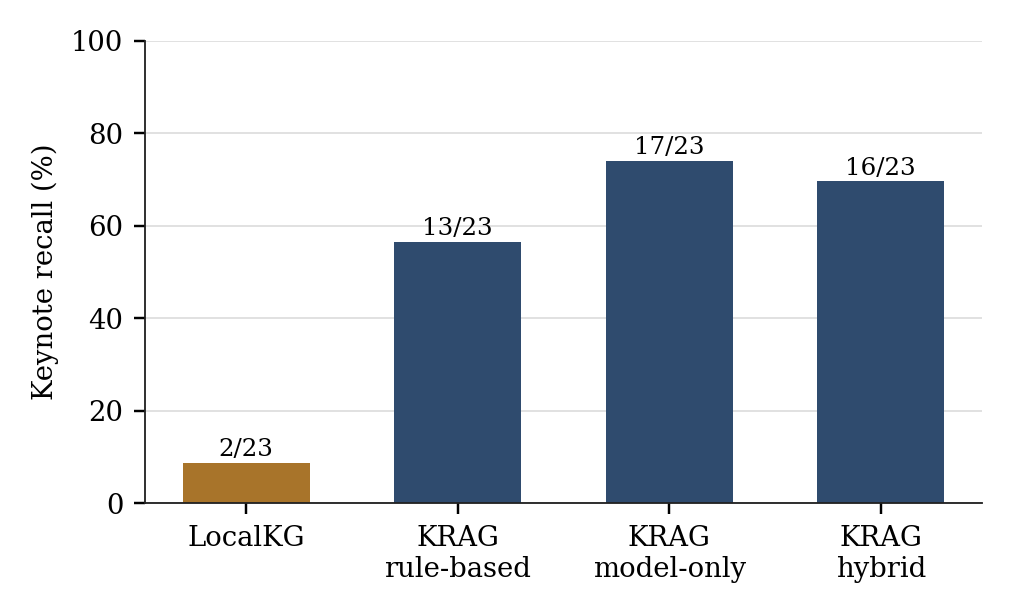 Keynote recall (%)
100
80
60
40
20
0
2/23
13/23
17/23
16/23
LocalKG
KRAG
rule-based
KRAG
model-only
KRAG
hybrid